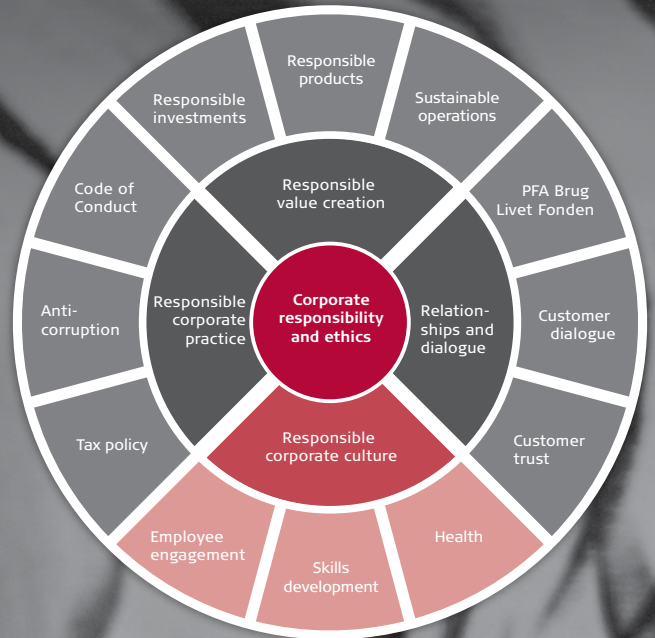 Responsible
products
Responsible
investments
Sustainable
operations
Code of
Conduct
Responsible
value creation
PFA Brug
Livet Fonden
Anti-
corruption
Responsible
corporate
practice
Corporate
responsibility
and ethics
Relation-
ships and
dialogue
Customer
dialogue
Tax policy
Responsible
corporate culture
Customer
trust
Employee
engagement
Skills
development
Health